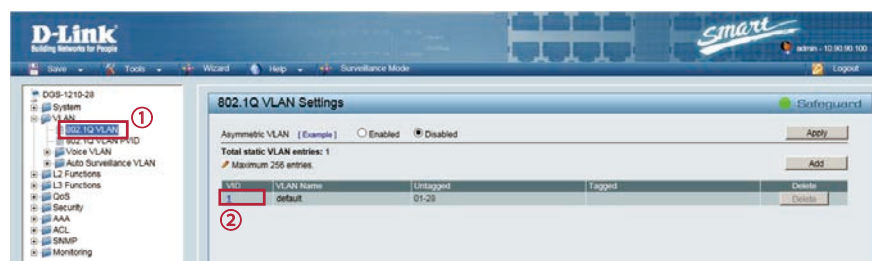 D-Link
Building Networks for People
smart
admin - 10.90.90.100
Save Tools Wizard Help Surveillance Mode Logout
DGS-1210-28
System
VLAN
①
802.1Q VLAN
802.1Q VLAN PVID
Voice VLAN
Auto Surveillance VLAN
L2 Functions
L3 Functions
QoS
Security
AAA
ACL
SNMP
Monitoring
802.1Q VLAN Settings
Safeguard
Asymmetric VLAN [Example] Enabled Disabled Apply
Total static VLAN entries: 1
Maximum 256 entries. Add
VID VLAN Name Untagged Tagged Delete
1 default 01-28 Delete
②